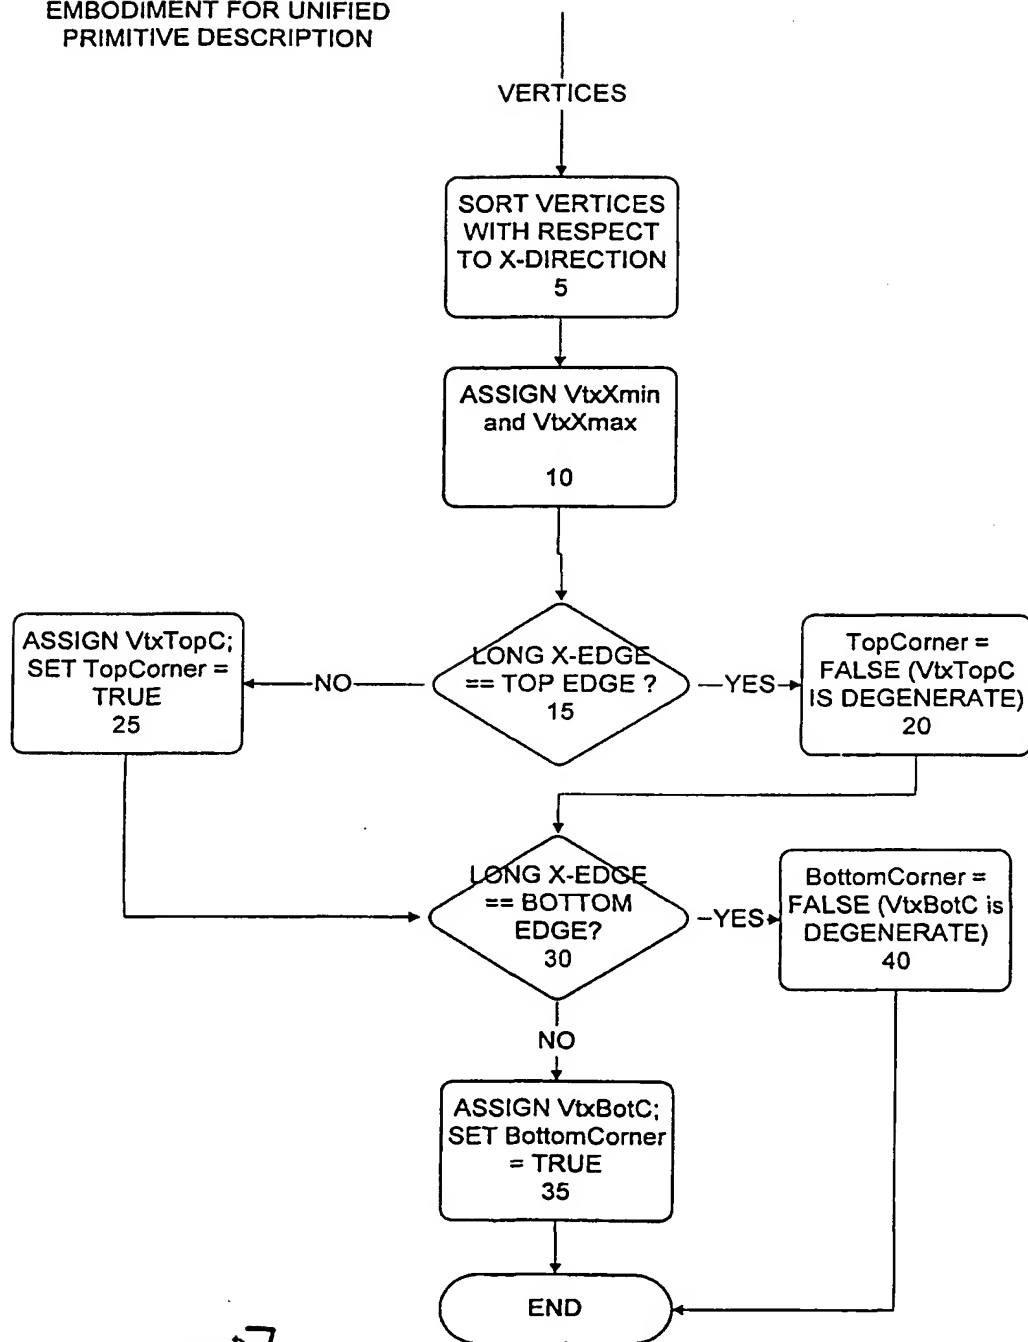 EMBODIMENT FOR UNIFIED
PRIMITIVE DESCRIPTION
VERTICES
SORT VERTICES
WITH RESPECT
TO X-DIRECTION
5
ASSIGN VtxXmin
and VtxXmax
10
LONG X-EDGE
== TOP EDGE ?
15
NO
YES
ASSIGN VtxTopC;
SET TopCorner =
TRUE
25
TopCorner =
FALSE (VtxTopC
IS DEGENERATE)
20
LONG X-EDGE
== BOTTOM
EDGE?
30
YES
BottomCorner =
FALSE (VtxBotC is
DEGENERATE)
40
NO
ASSIGN VtxBotC;
SET BottomCorner
= TRUE
35
END